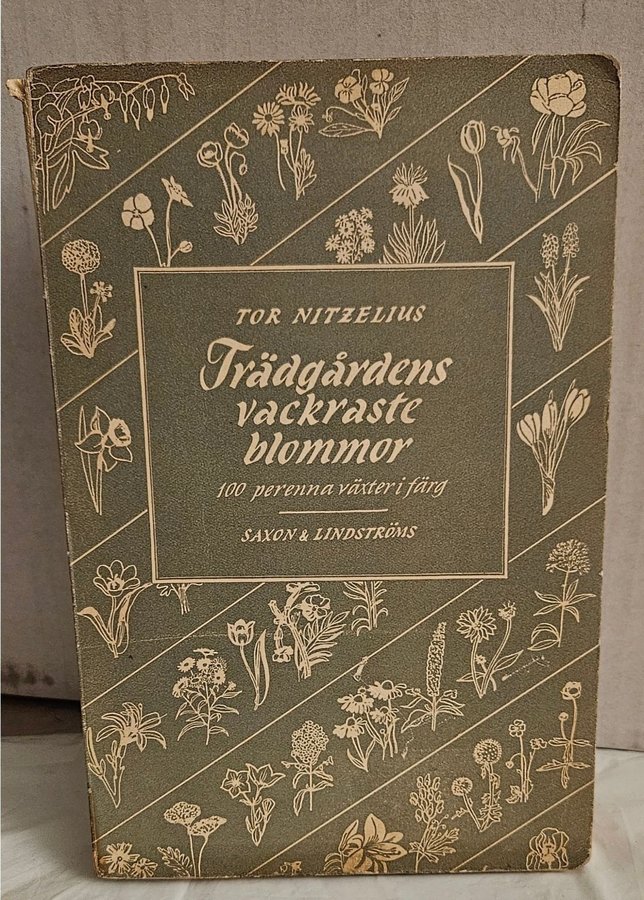 TOR NITZELIUS
Trädgårdens
vackraste
blommor
100 perenna växter i färg
SAXON & LINDSTRÖMS